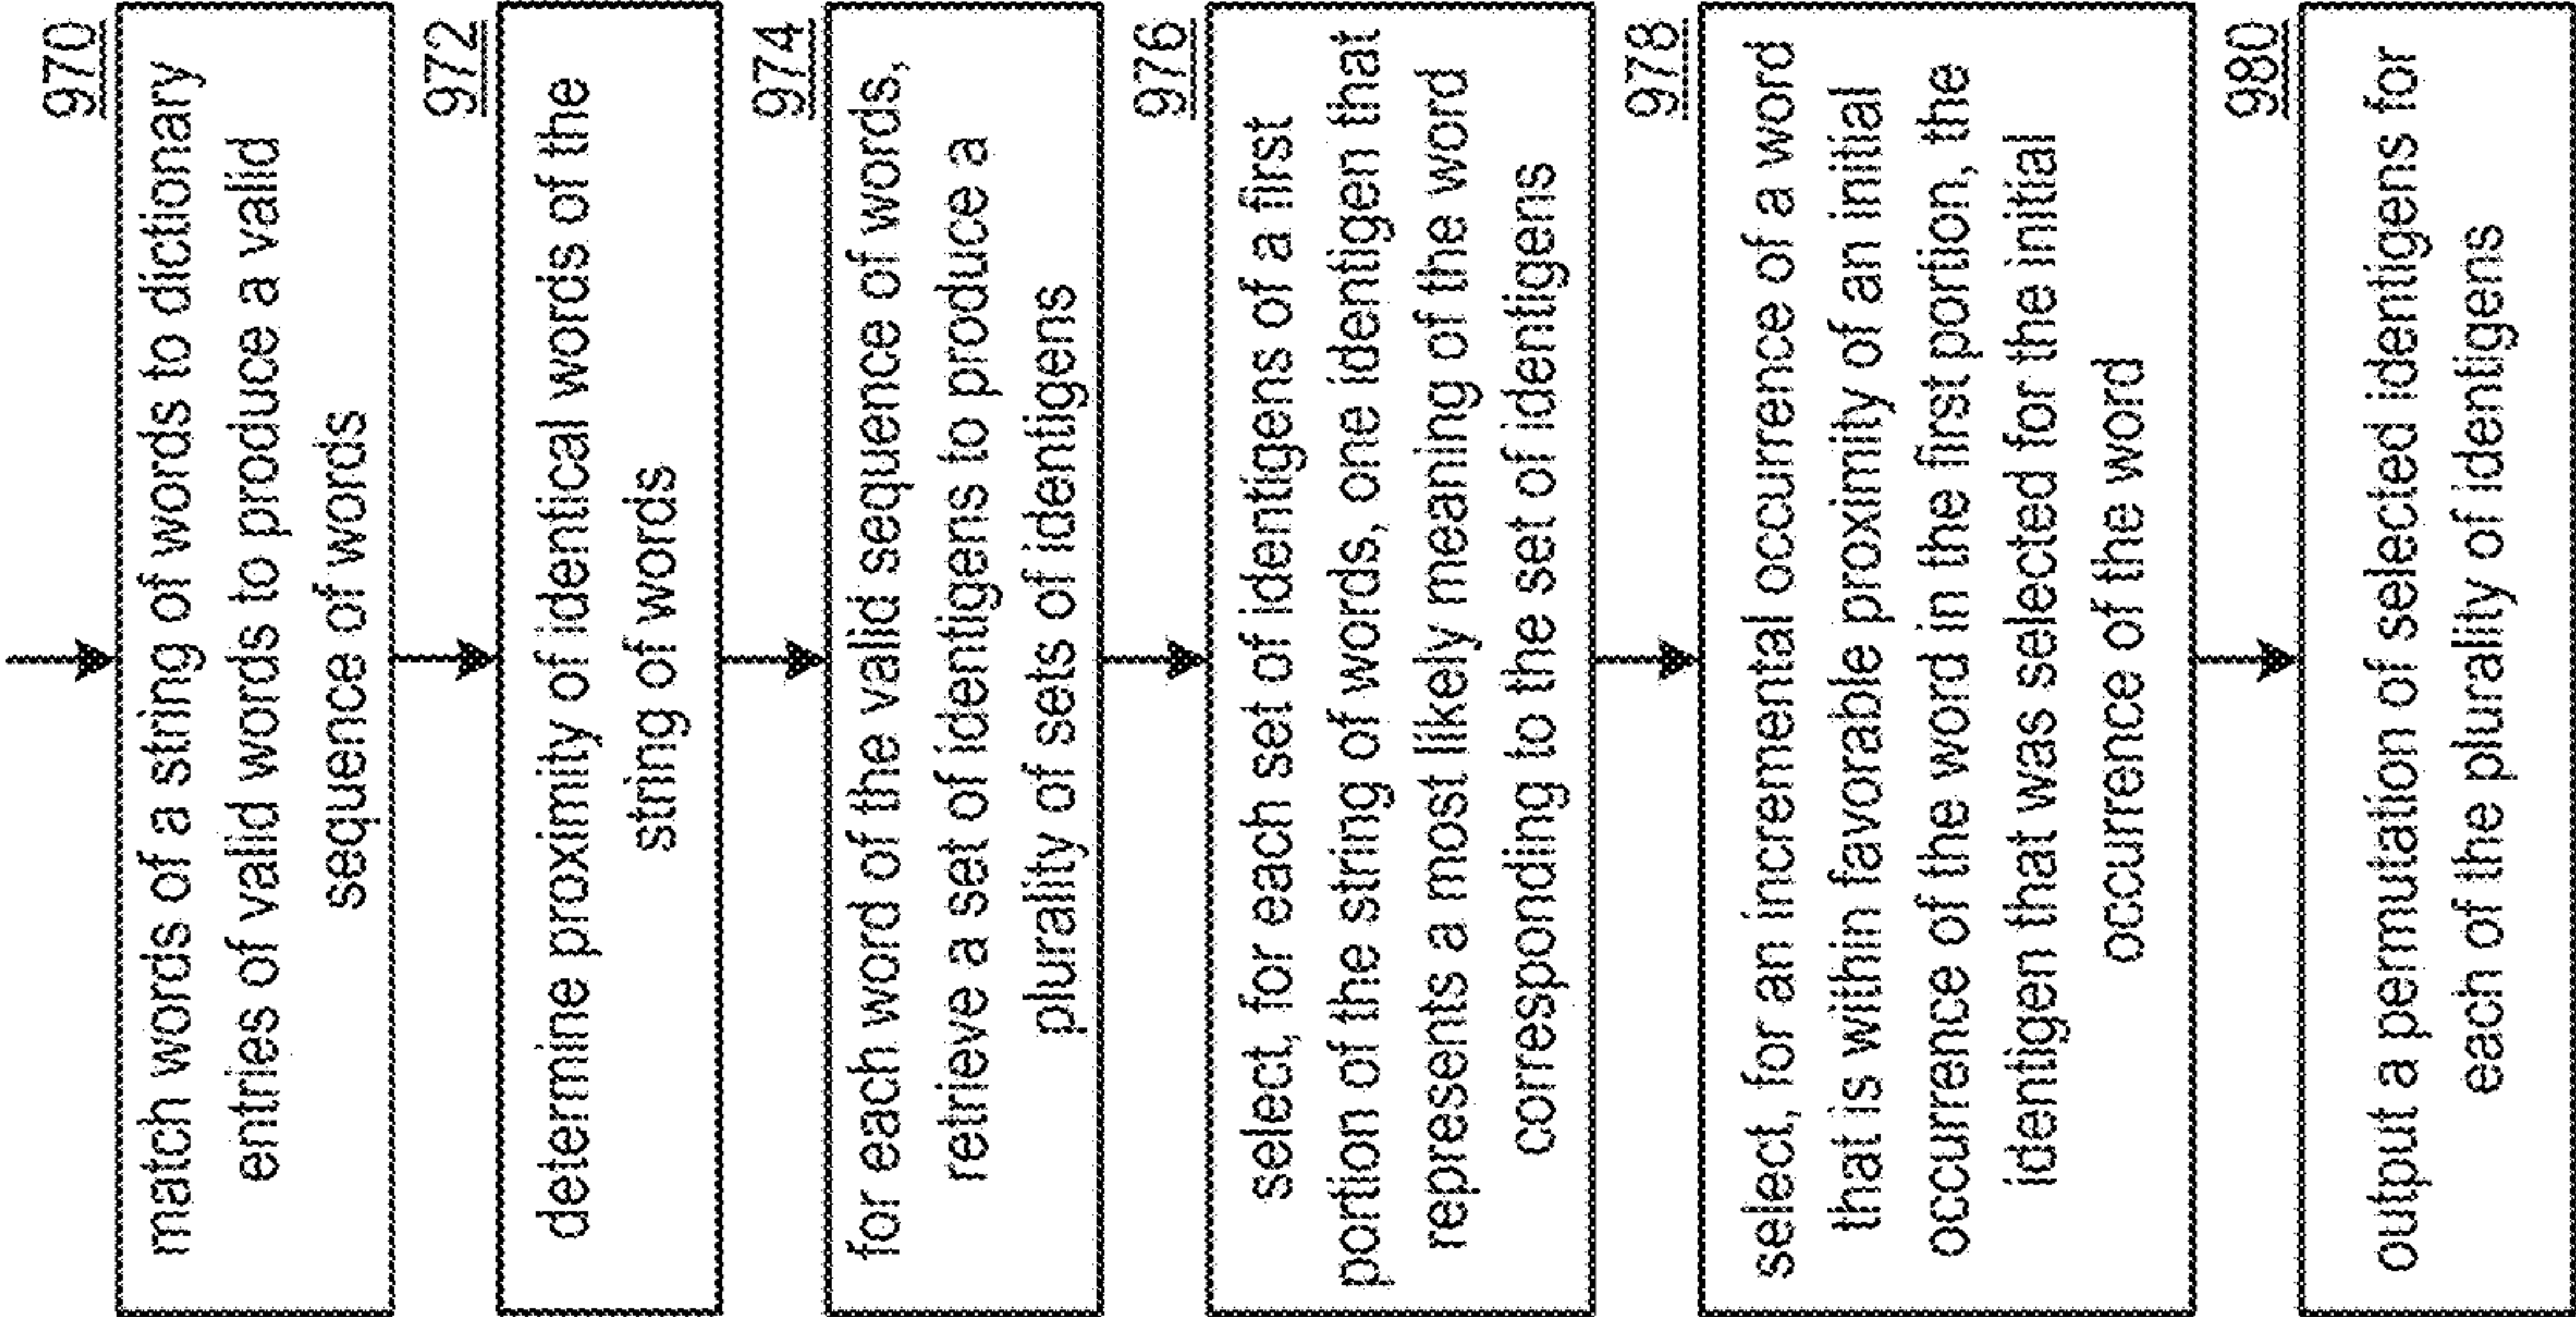 970
match words of a string of words to dictionary
entries of valid words to produce a valid
sequence of words
972
determine proximity of identical words of the
string of words
974
for each word of the valid sequence of words,
retrieve a set of identigens to produce a
plurality of sets of identigens
976
select, for each set of identigens of a first
portion of the string of words, one identigen that
represents a most likely meaning of the word
corresponding to the set of identigens
978
select, for an incremental occurrence of a word
that is within favorable proximity of an initial
occurrence of the word in the first portion, the
identigen that was selected for the initial
occurrence of the word
980
output a permutation of selected identigens for
each of the plurality of identigens